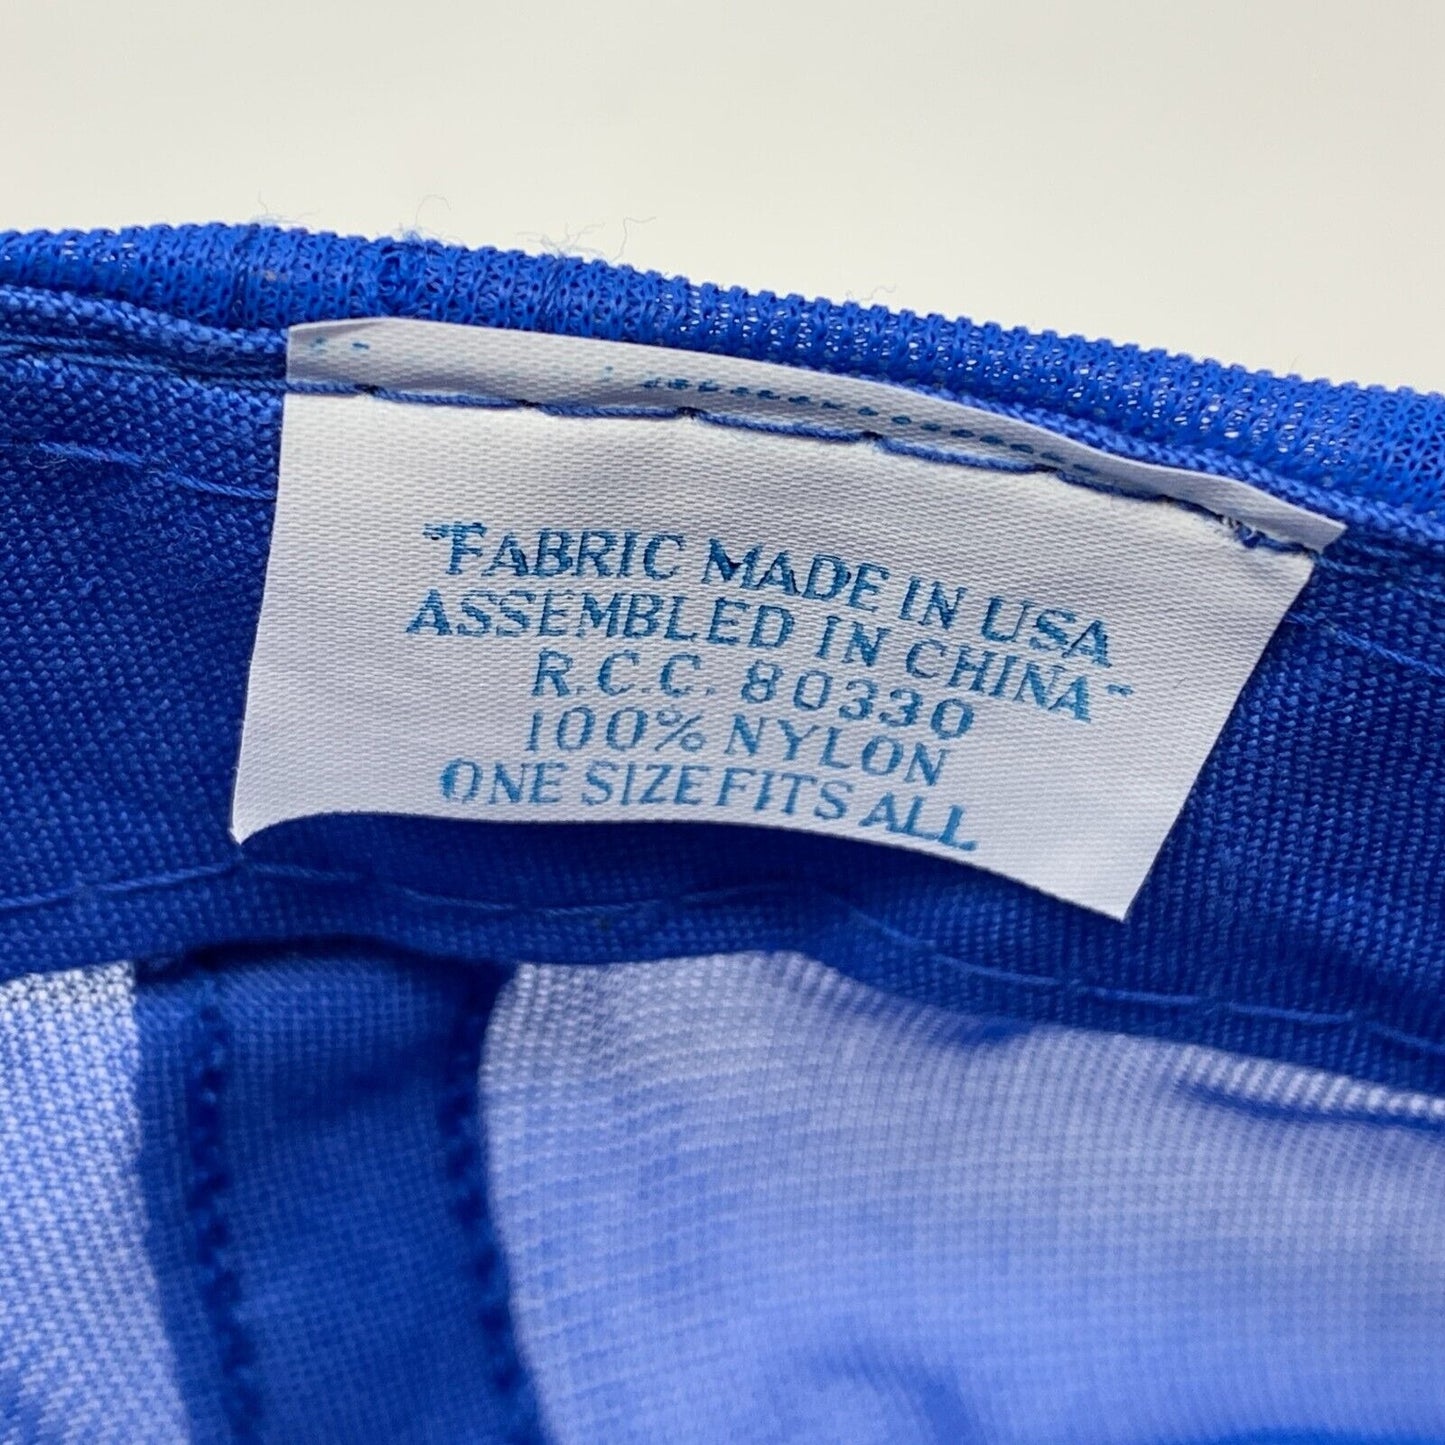 "FABRIC MADE IN USA
ASSEMBLED IN CHINA"
R.C.C. 80330
100% NYLON
ONE SIZE FITS ALL